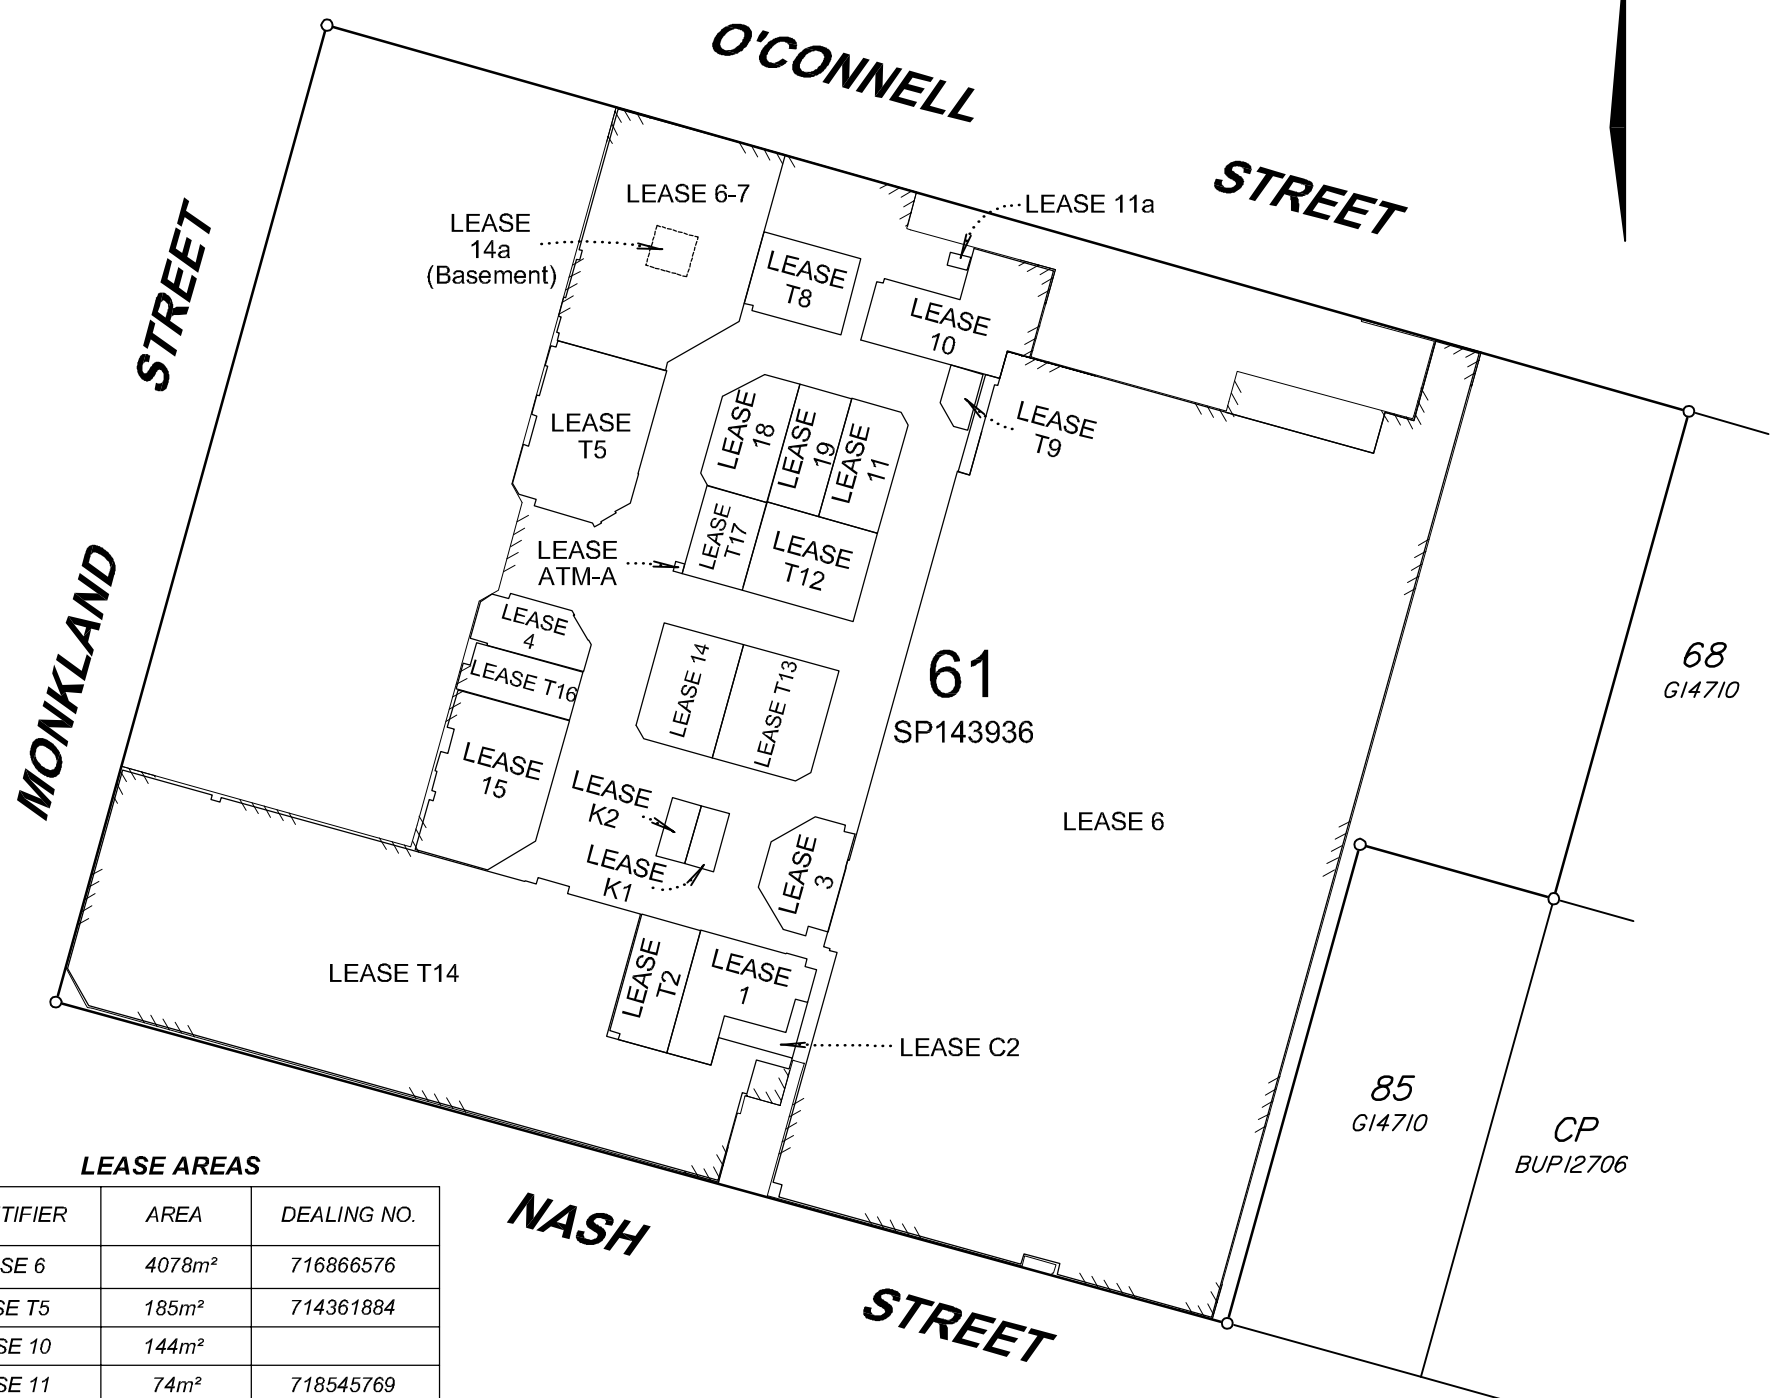 O'CONNELL
STREET
LEASE 6-7
LEASE 11a
LEASE
14a
(Basement)
LEASE
T8
LEASE
10
STREET
MONKLAND
LEASE
T5
LEASE
18
LEASE
19
LEASE
11
LEASE
T9
LEASE
T17
LEASE
T12
LEASE
ATM-A
LEASE
4
LEASE T16
LEASE
15
LEASE 14
LEASE T13
61
SP143936
68
G14710
LEASE
K2
LEASE
K1
LEASE
3
LEASE 6
LEASE T14
LEASE
T2
LEASE
1
LEASE C2
85
G14710
CP
BUP12706
NASH
STREET
LEASE AREAS
TIFIER AREA DEALING NO.
SE 6 4078m² 716866576
SE T5 185m² 714361884
SE 10 144m²
SE 11 74m² 718545769